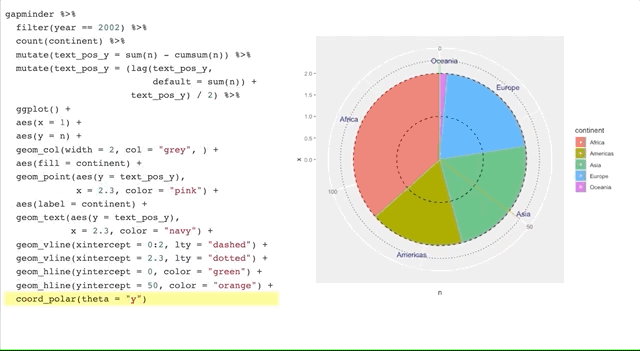 gapminder %>%
filter(year == 2002) %>%
count(continent) %>%
mutate(text_pos_y = sum(n) - cumsum(n)) %>%
mutate(text_pos_y = (lag(text_pos_y,
default = sum(n)) +
text_pos_y) / 2) %>%
ggplot() +
aes(x = 1) +
aes(y = n) +
geom_col(width = 2, col = "grey", ) +
aes(fill = continent) +
geom_point(aes(y = text_pos_y),
x = 2.3, color = "pink") +
aes(label = continent) +
geom_text(aes(y = text_pos_y),
x = 2.3, color = "navy") +
geom_vline(xintercept = 0:2, lty = "dashed") +
geom_vline(xintercept = 2.3, lty = "dotted") +
geom_hline(yintercept = 0, color = "green") +
geom_hline(yintercept = 50, color = "orange") +
coord_polar(theta = "y")
0
Oceania
2.0
Europe
1.5
1.0
Africa
0.5
x
0.0
100
Asia
50
Americas
n
continent
Africa
Americas
Asia
Europe
Oceania